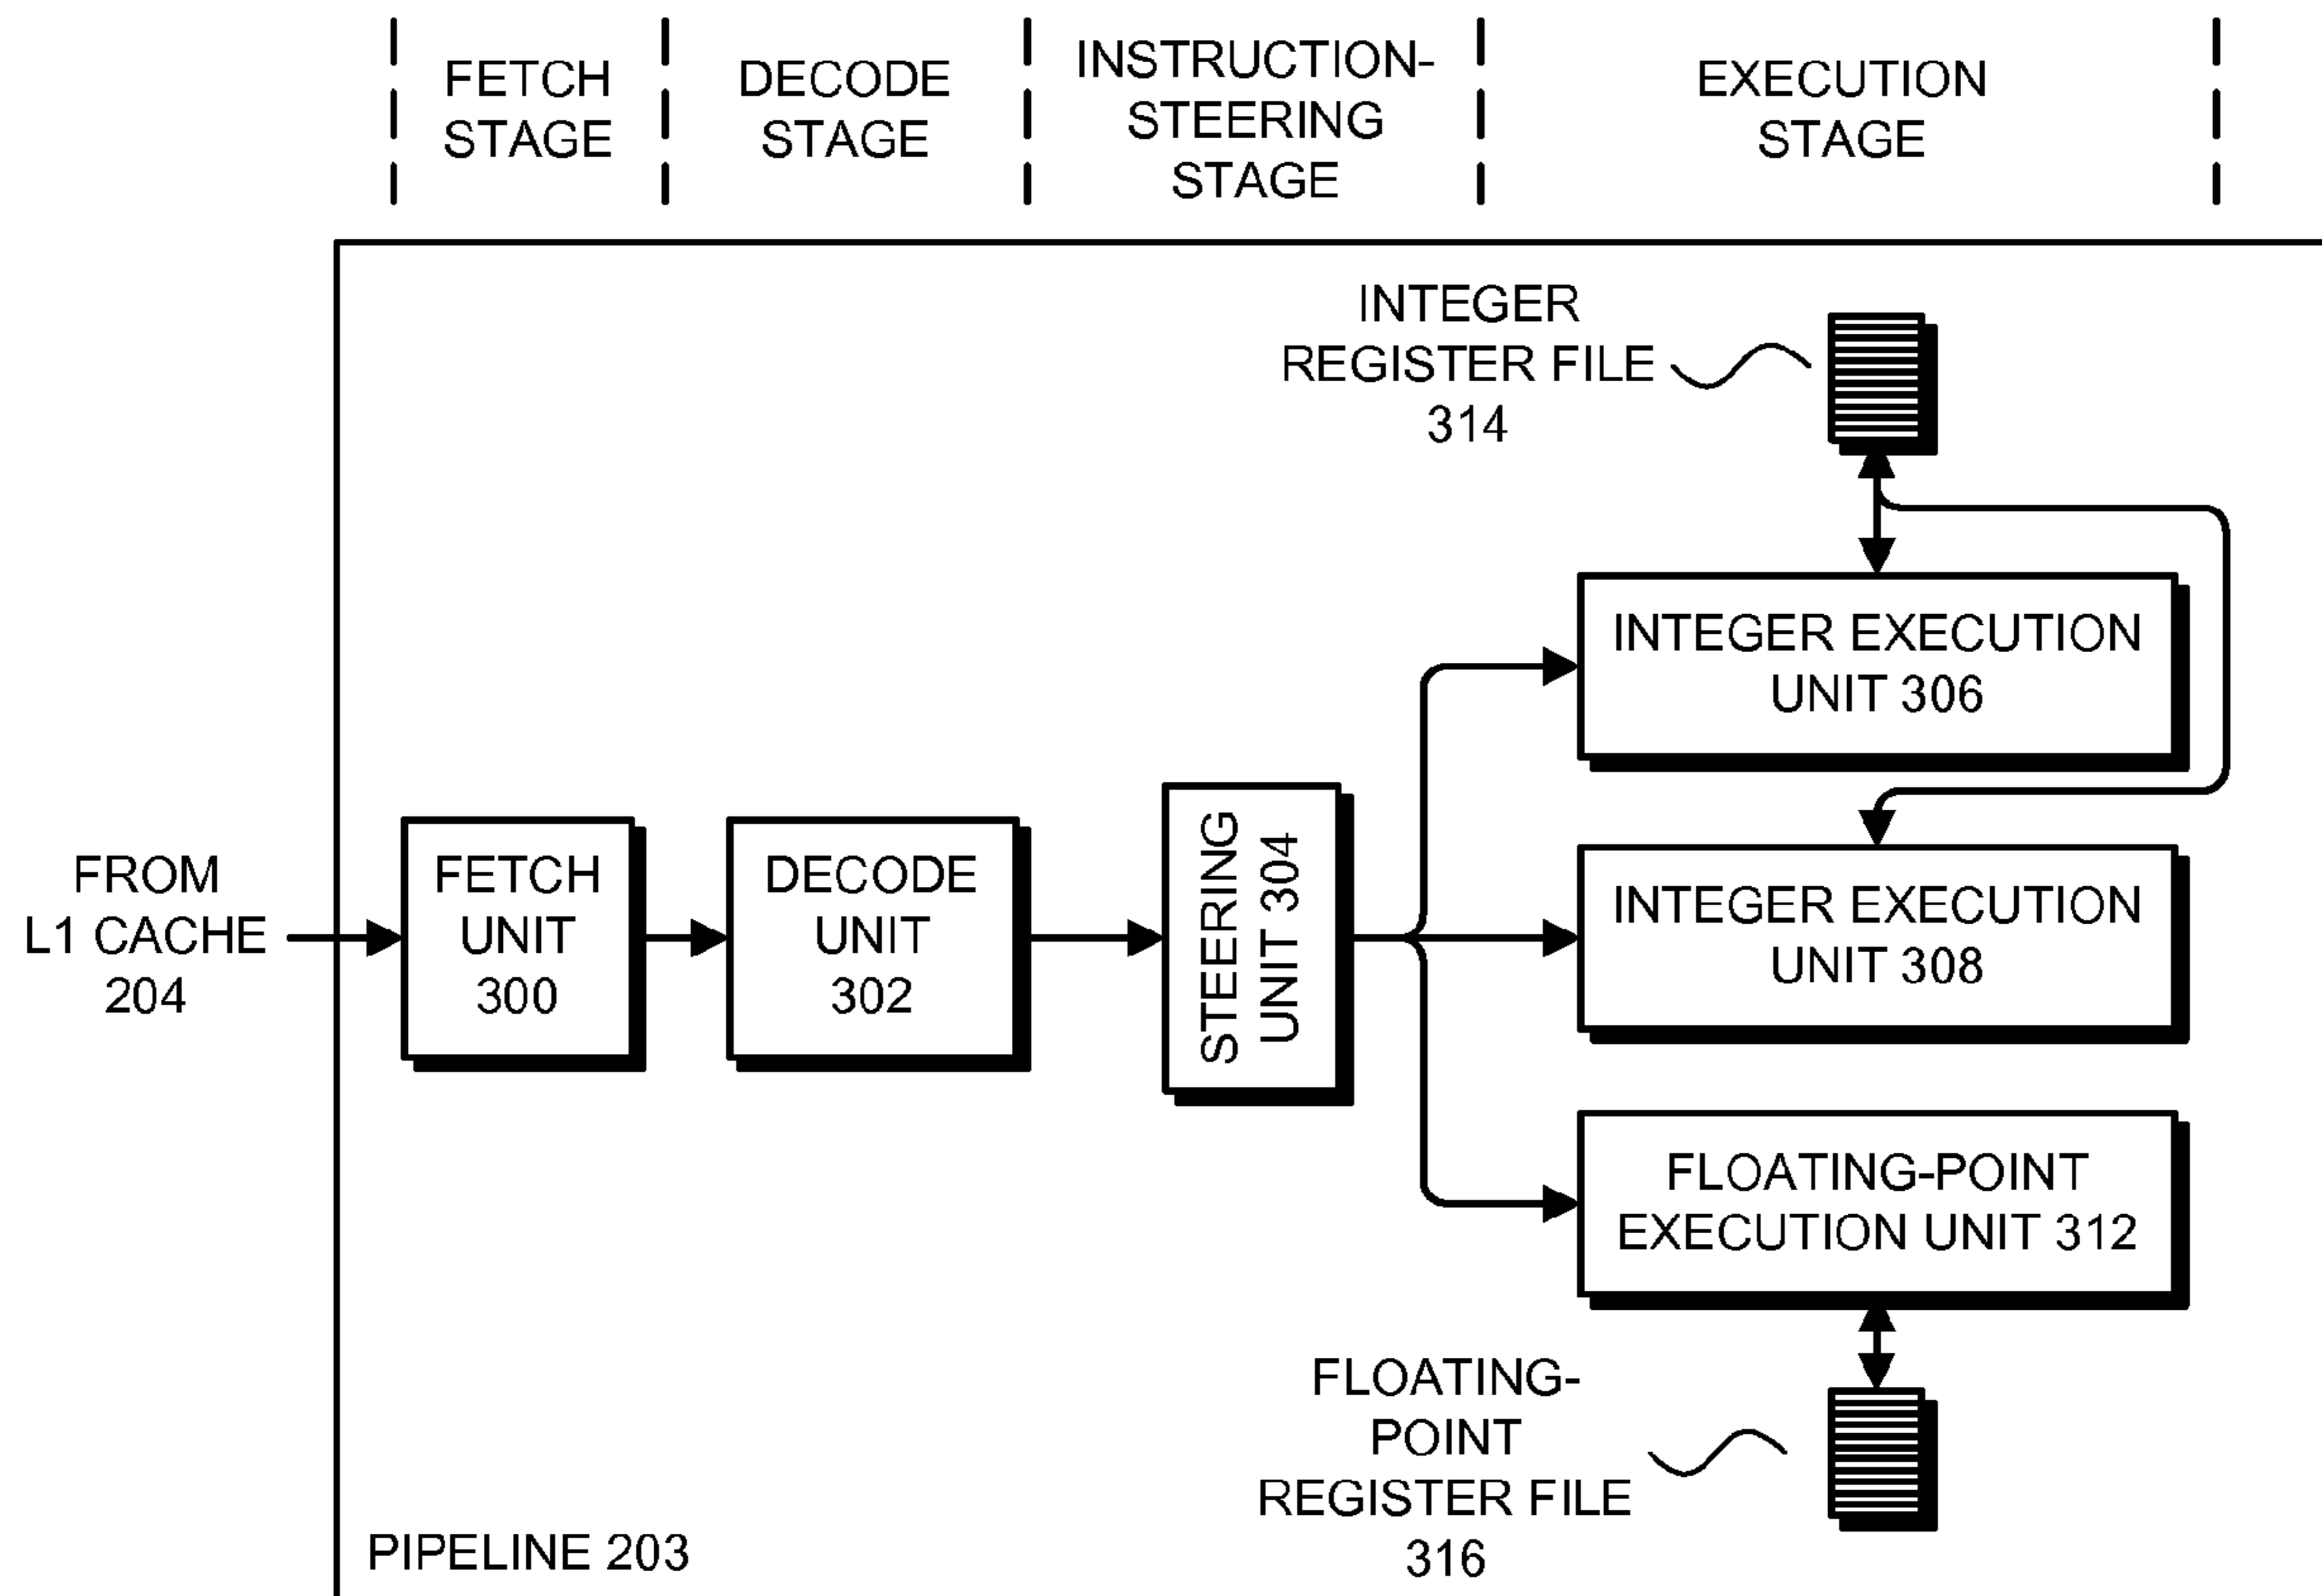 FETCH
STAGE
DECODE
STAGE
INSTRUCTION-
STEERING
STAGE
EXECUTION
STAGE
INTEGER
REGISTER FILE
314
INTEGER EXECUTION
UNIT 306
FROM
L1 CACHE
204
FETCH
UNIT
300
DECODE
UNIT
302
STEERING
UNIT 304
INTEGER EXECUTION
UNIT 308
FLOATING-POINT
EXECUTION UNIT 312
FLOATING-
POINT
REGISTER FILE
316
PIPELINE 203